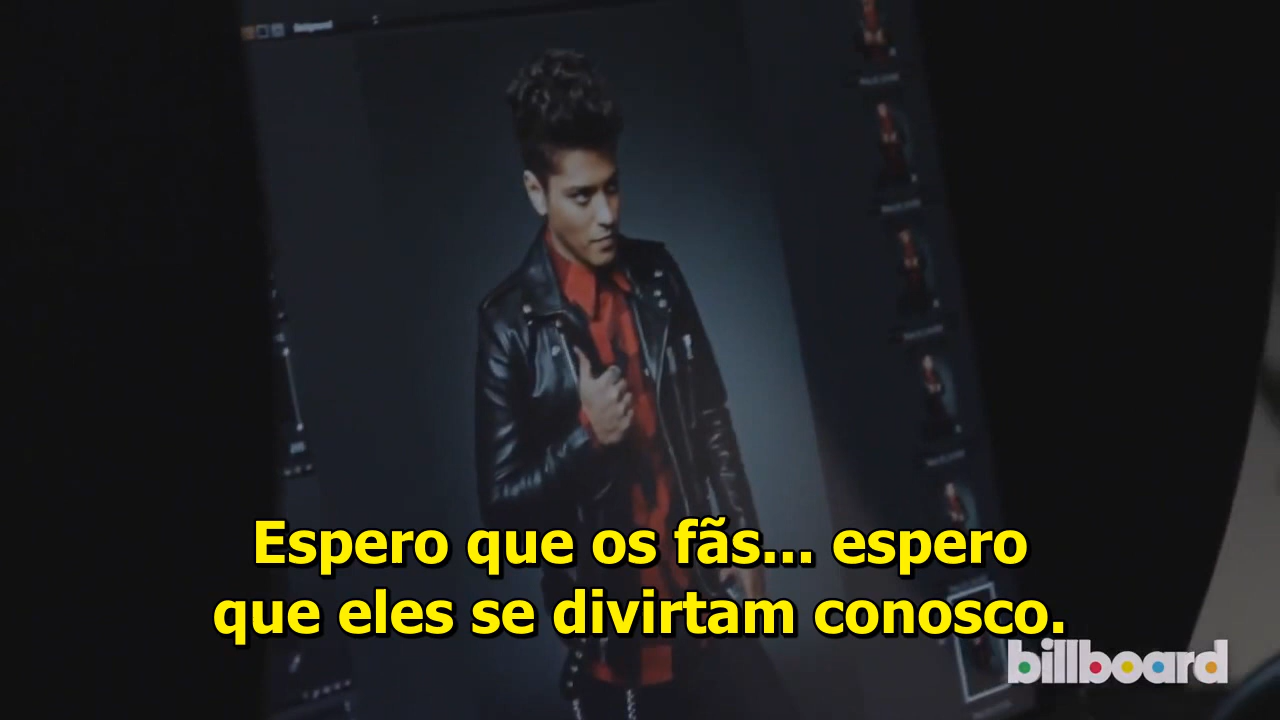 Espero que os fãs... espero
que eles se divirtam conosco.
billboard